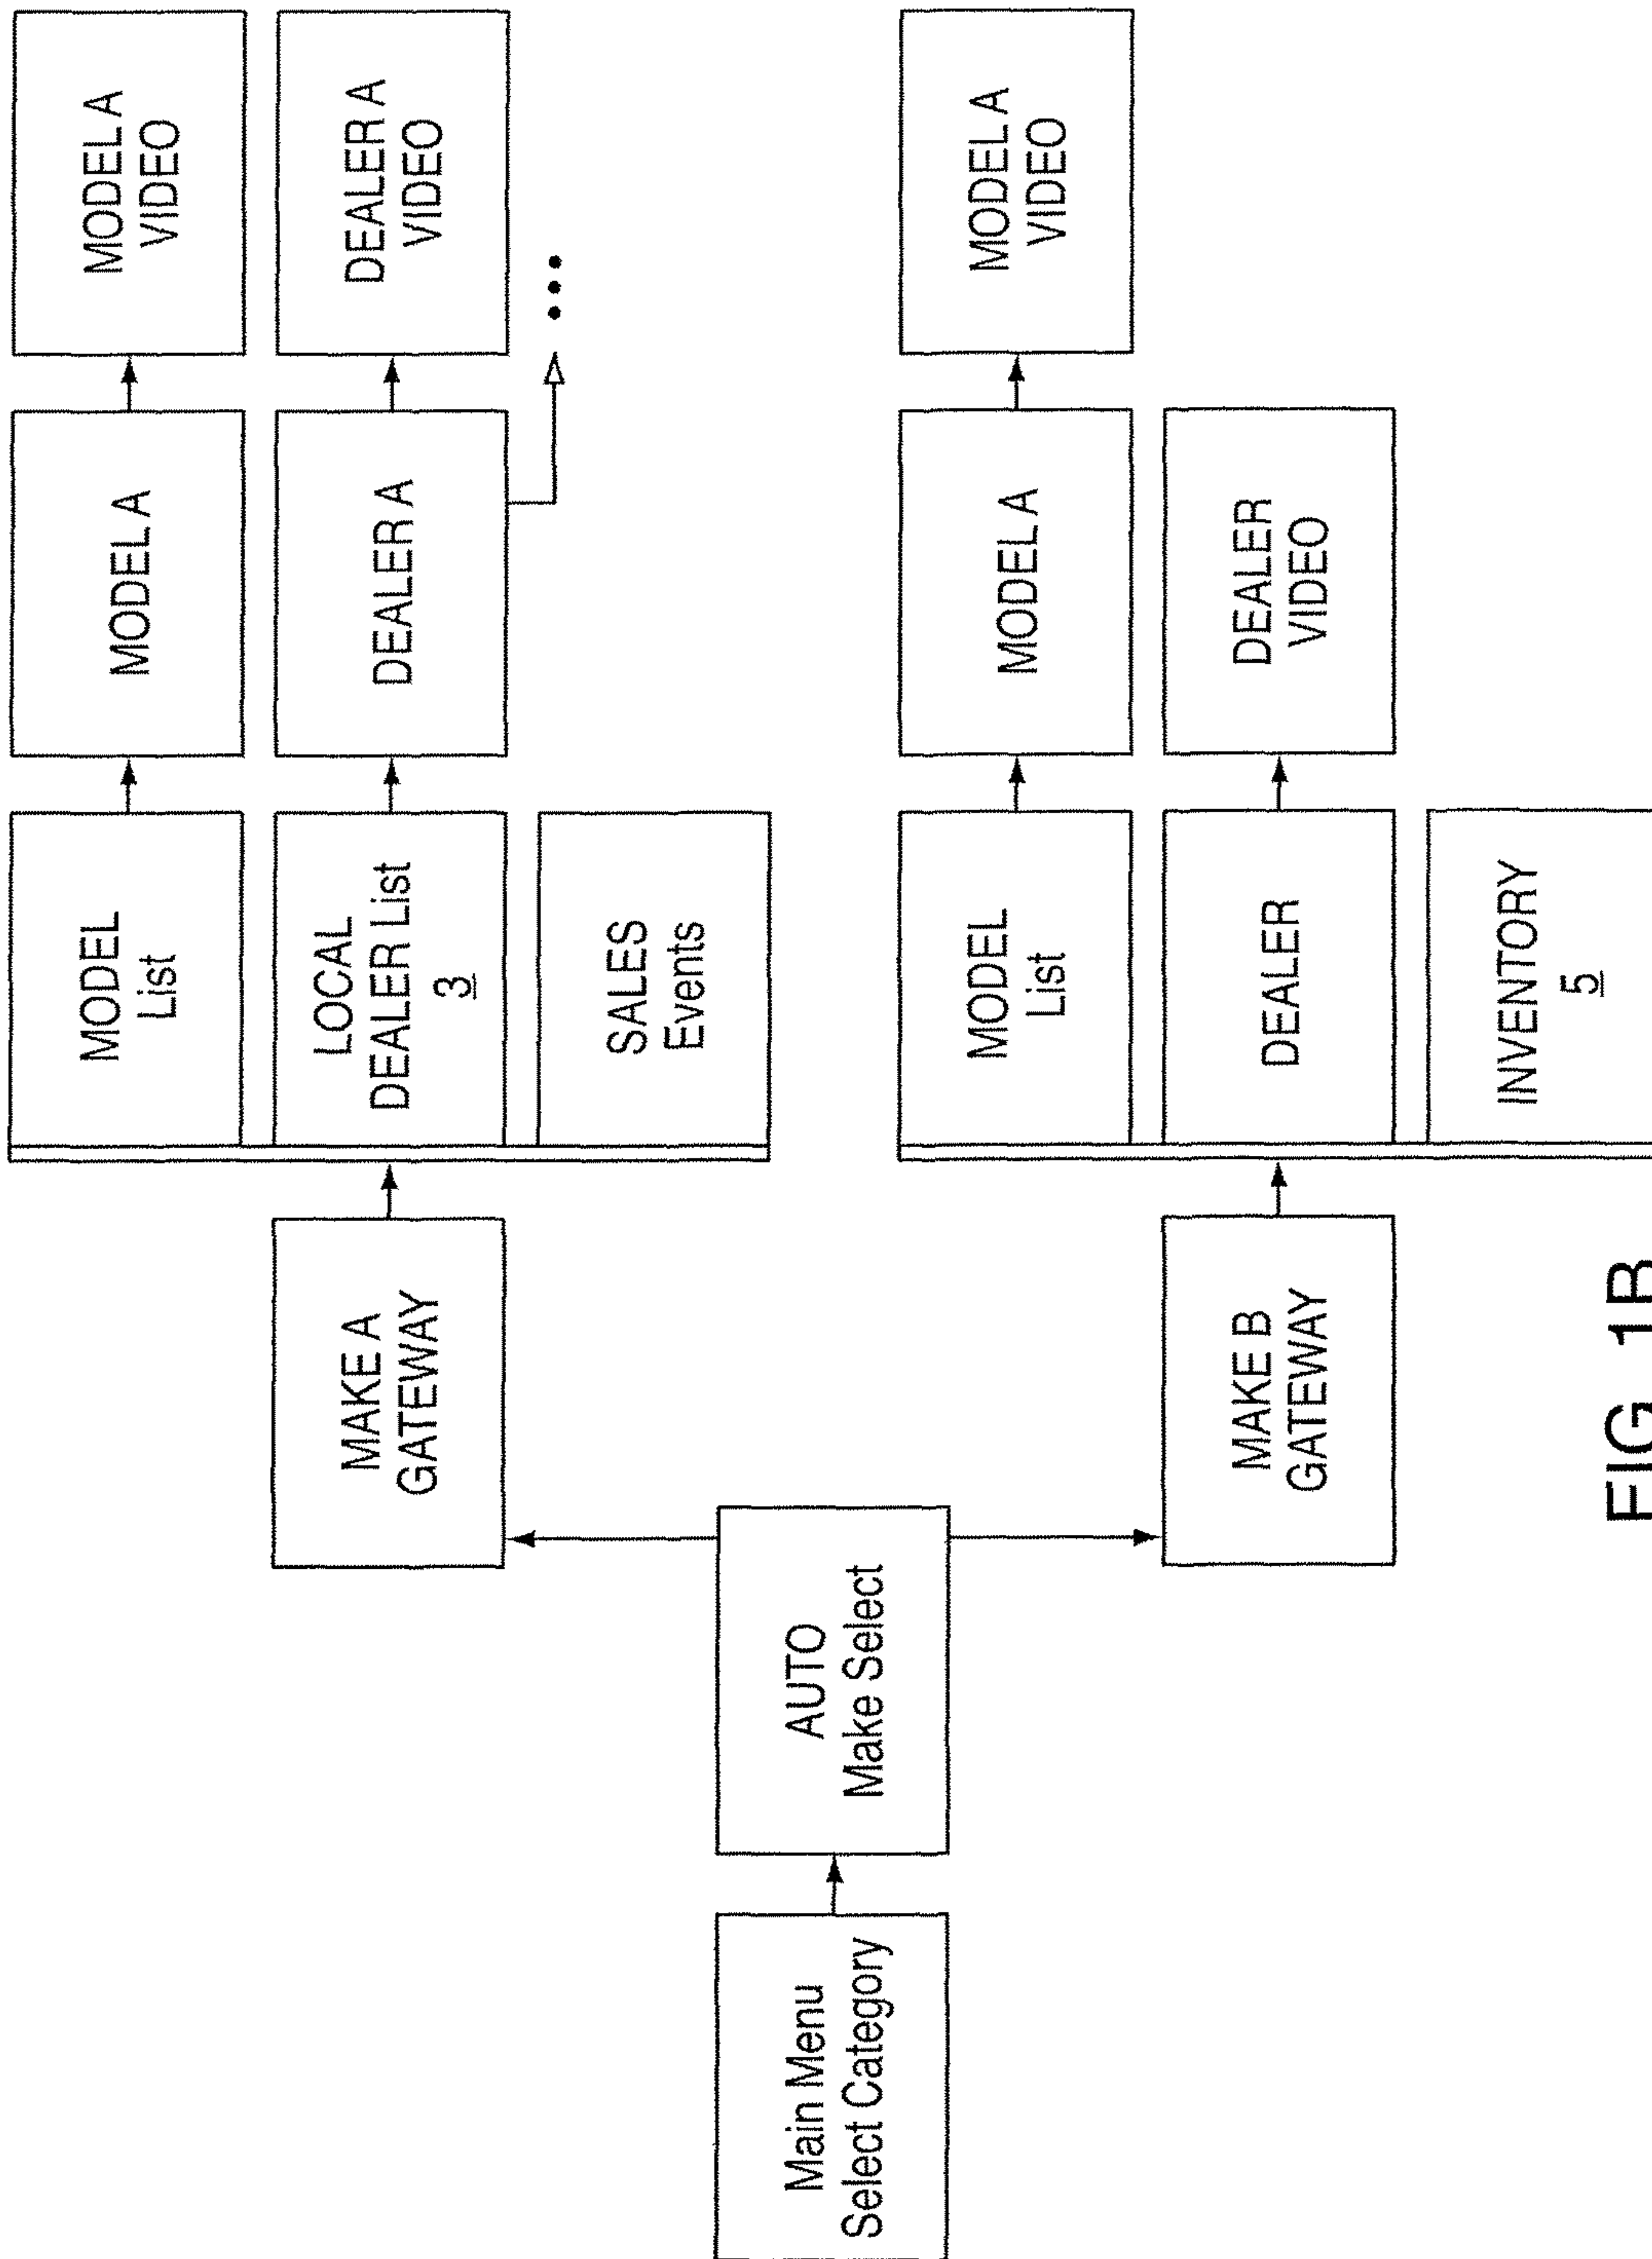 Main Menu
Select Category
AUTO
Make Select
MAKE A
GATEWAY
MODEL
List
MODEL A
MODEL A
VIDEO
LOCAL
DEALER List
3
DEALER A
DEALER A
VIDEO
SALES
Events
MAKE B
GATEWAY
MODEL
List
MODEL A
MODEL A
VIDEO
DEALER
DEALER
VIDEO
INVENTORY
5
FIG. 1B